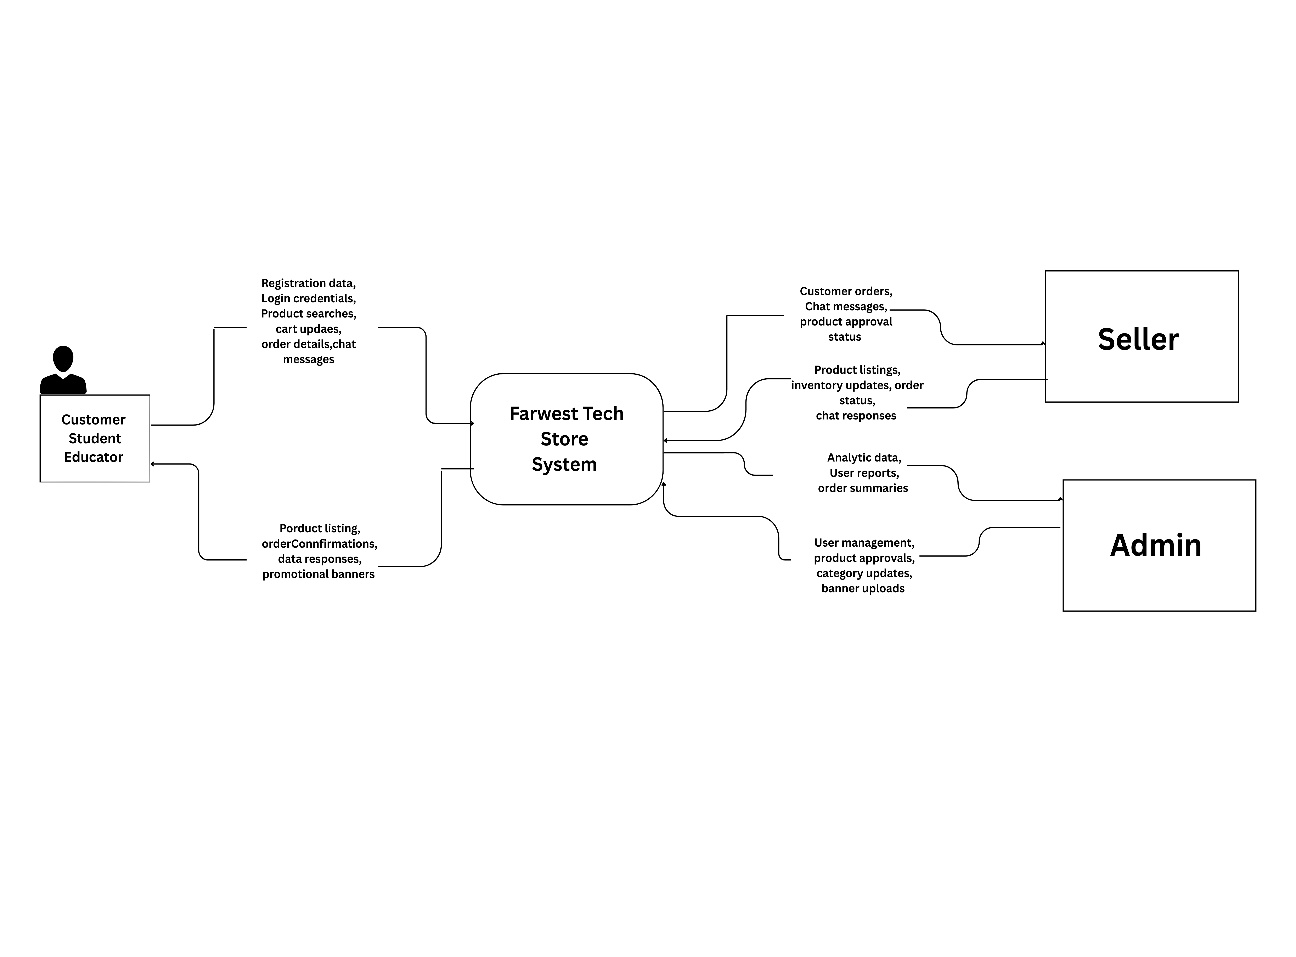 Registration data,
Login credentials,
Product searches,
cart updaes,
order details,chat
messages
Customer
Student
Educator
Porduct listing,
orderConnfirmations,
data responses,
promotional banners
Farwest Tech
Store
System
Customer orders,
Chat messages,
product approval
status
Product listings,
inventory updates, order
status,
chat responses
Analytic data,
User reports,
order summaries
User management,
product approvals,
category updates,
banner uploads
Seller
Admin